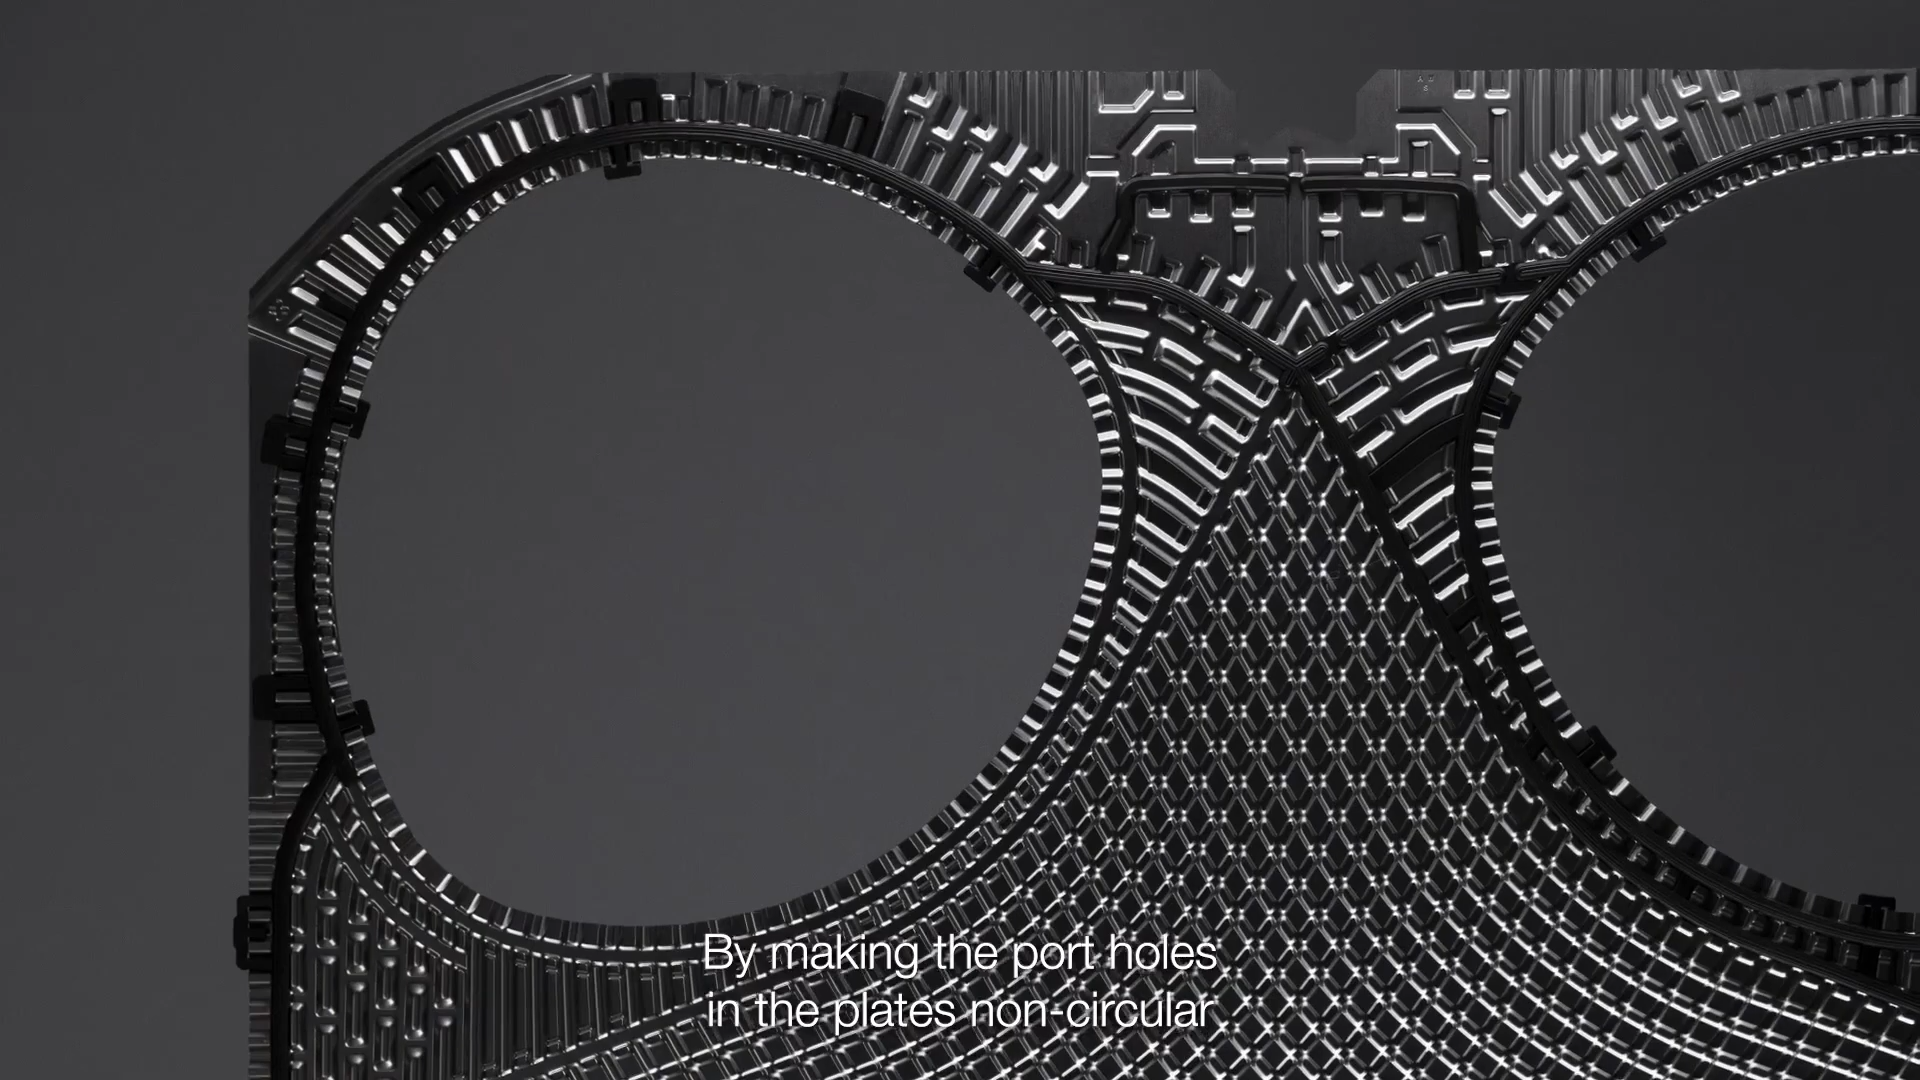 By making the port holes
in the plates non-circular